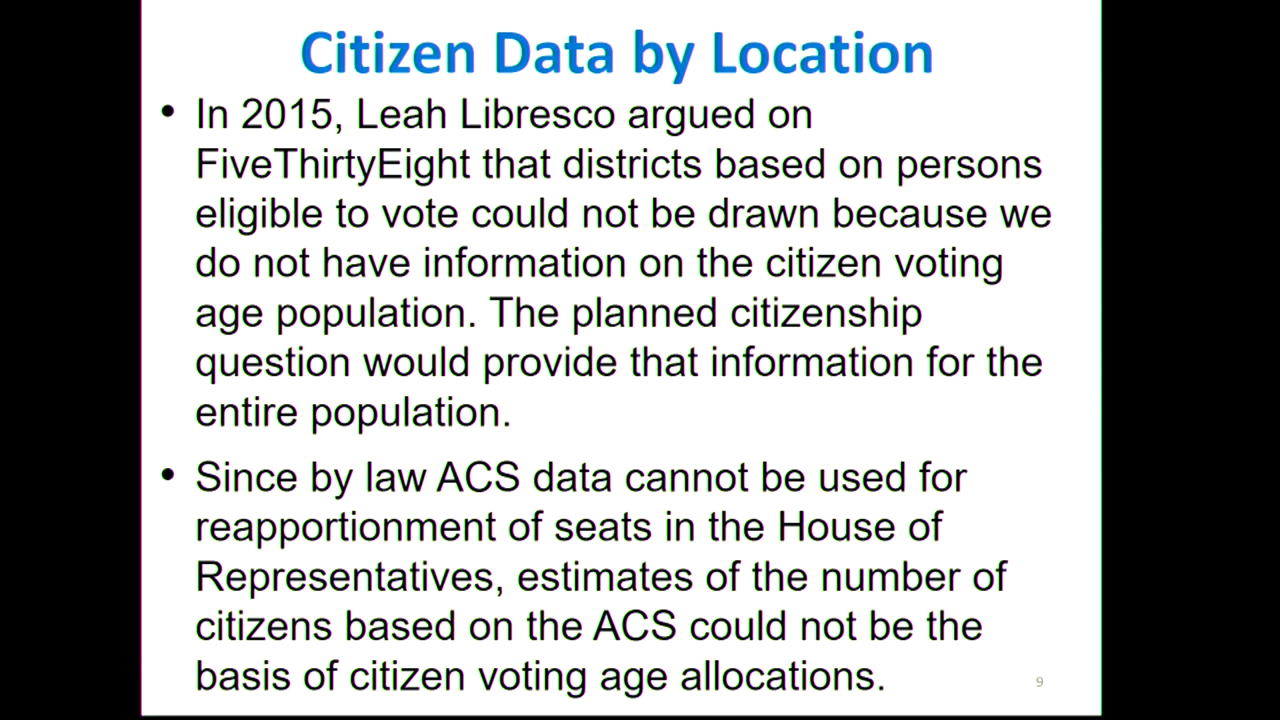 Citizen Data by Location
• In 2015, Leah Libresco argued on
FiveThirtyEight that districts based on persons
eligible to vote could not be drawn because we
do not have information on the citizen voting
age population. The planned citizenship
question would provide that information for the
entire population.
• Since by law ACS data cannot be used for
reapportionment of seats in the House of
Representatives, estimates of the number of
citizens based on the ACS could not be the
basis of citizen voting age allocations.
9